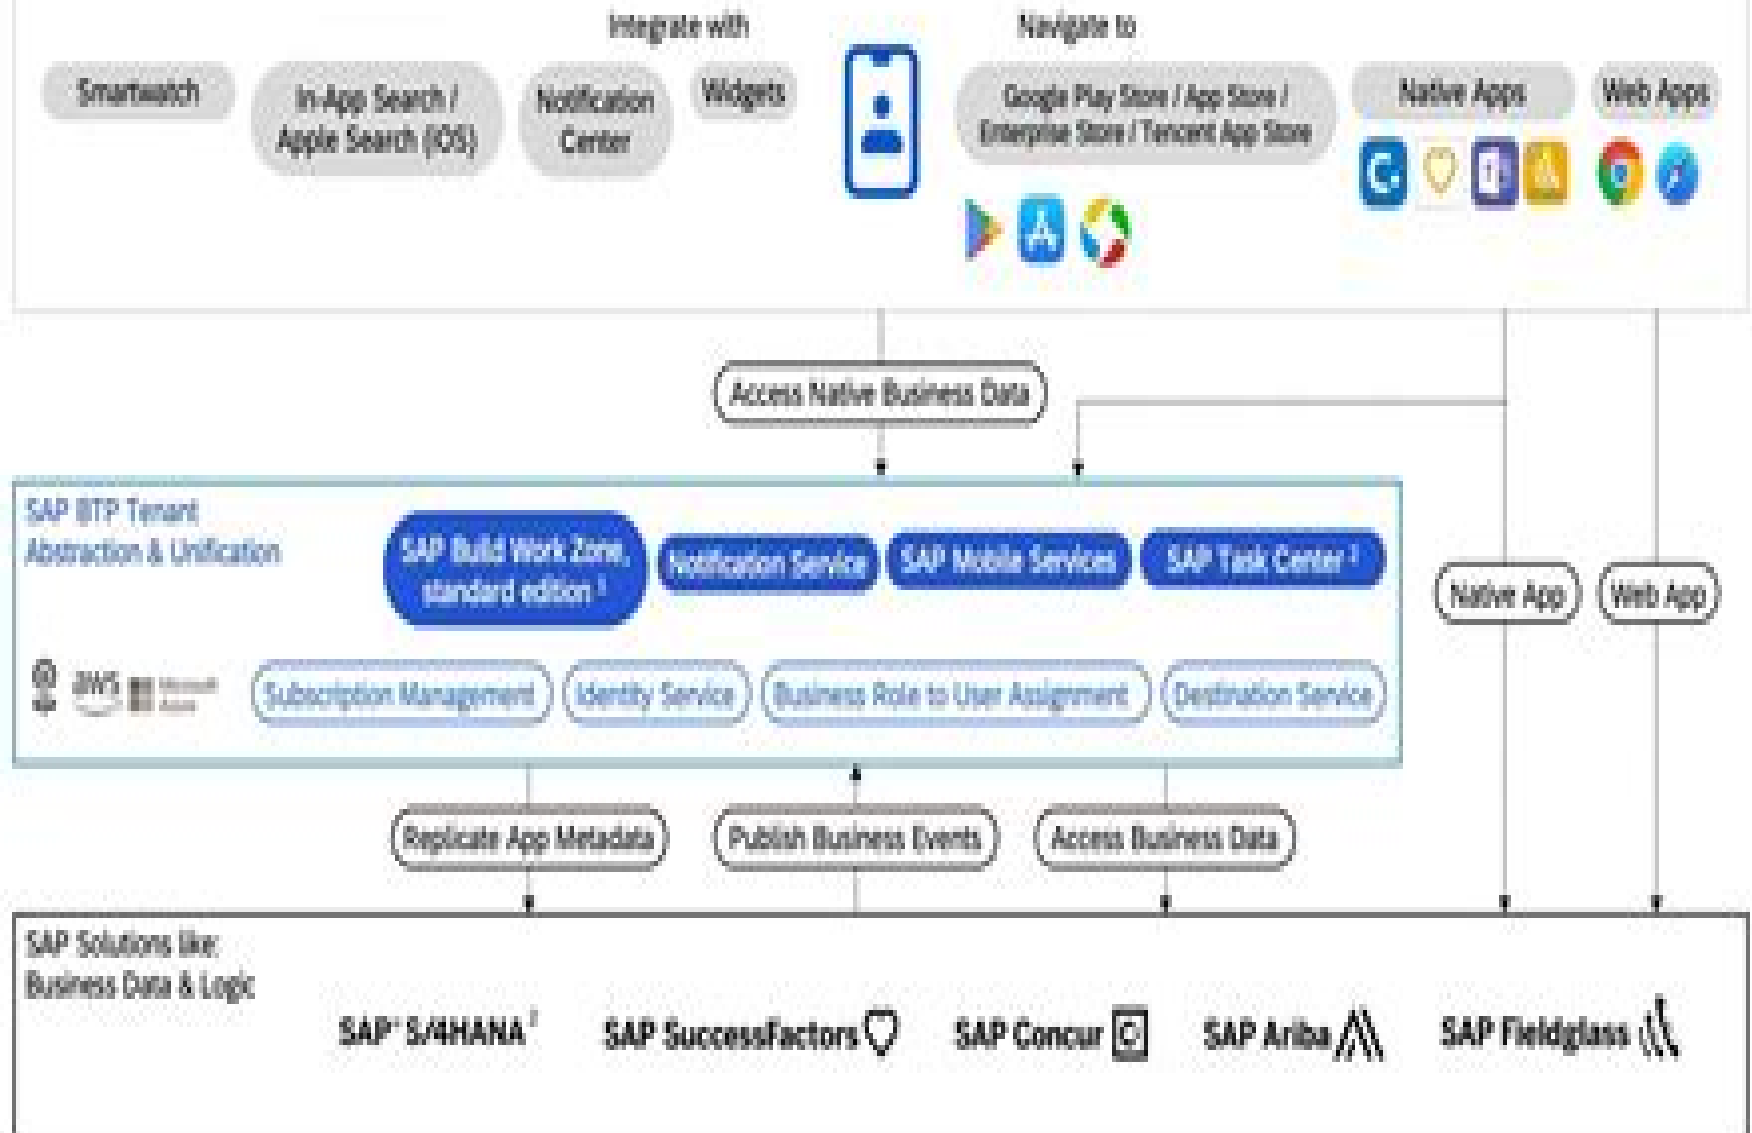 Integrate with
Navigate to
Smartwatch
In-App Search /
Apple Search (iOS)
Notification
Center
Widgets
Google Play Store / App Store /
Enterprise Store / Tencent App Store
Native Apps
Web Apps
Access Native Business Data
SAP BTP Tenant
Abstraction & Unification
SAP Build Work Zone,
standard edition
Notification Service
SAP Mobile Services
SAP Task Center
Native App
Web App
aws
Microsoft
Azure
Subscription Management
Identity Service
Business Role to User Assignment
Destination Service
Replicate App Metadata
Publish Business Events
Access Business Data
SAP Solutions like:
Business Data & Logic
SAP S/4HANA
SAP SuccessFactors
SAP Concur C
SAP Ariba
SAP Fieldglass